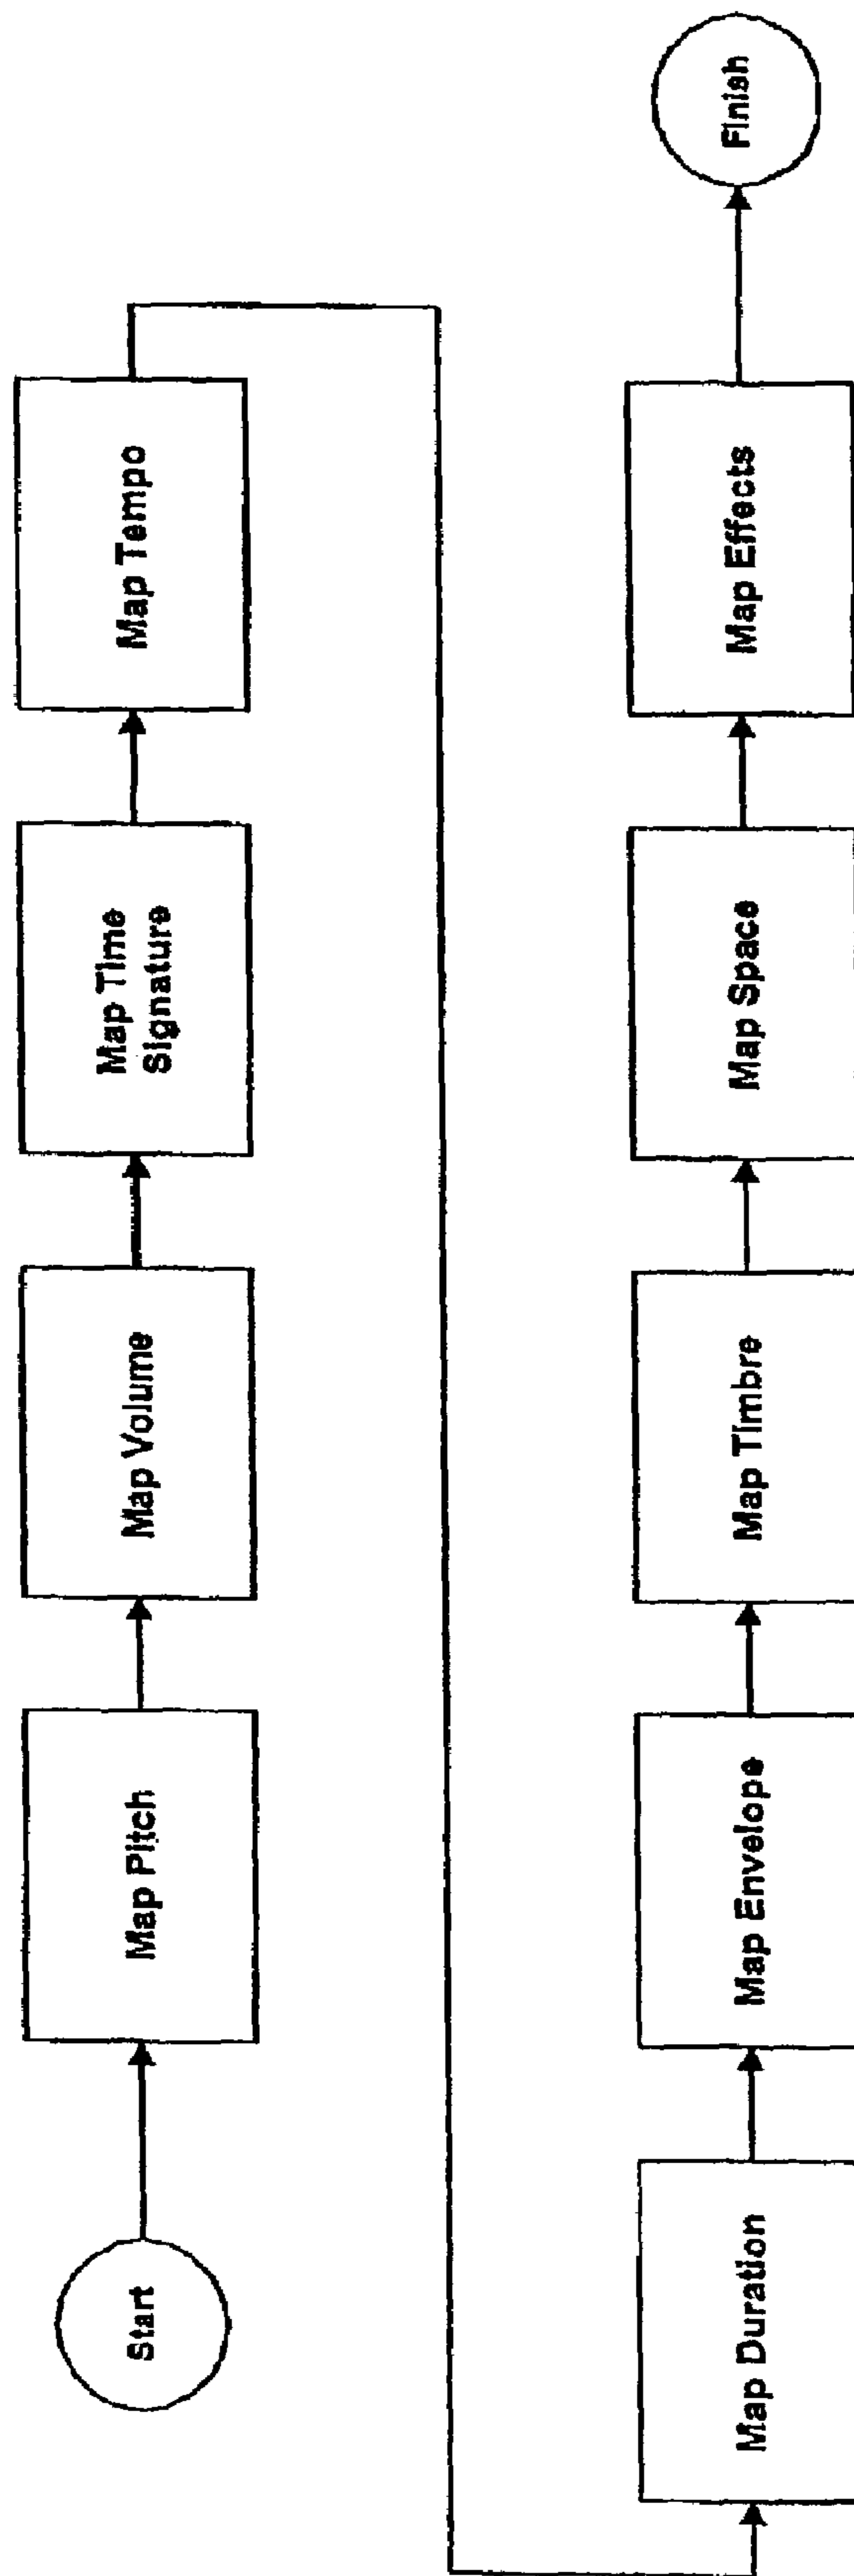 Start
Map Pitch
Map Volume
Map Time
Signature
Map Tempo
Map Duration
Map Envelope
Map Timbre
Map Space
Map Effects
Finish